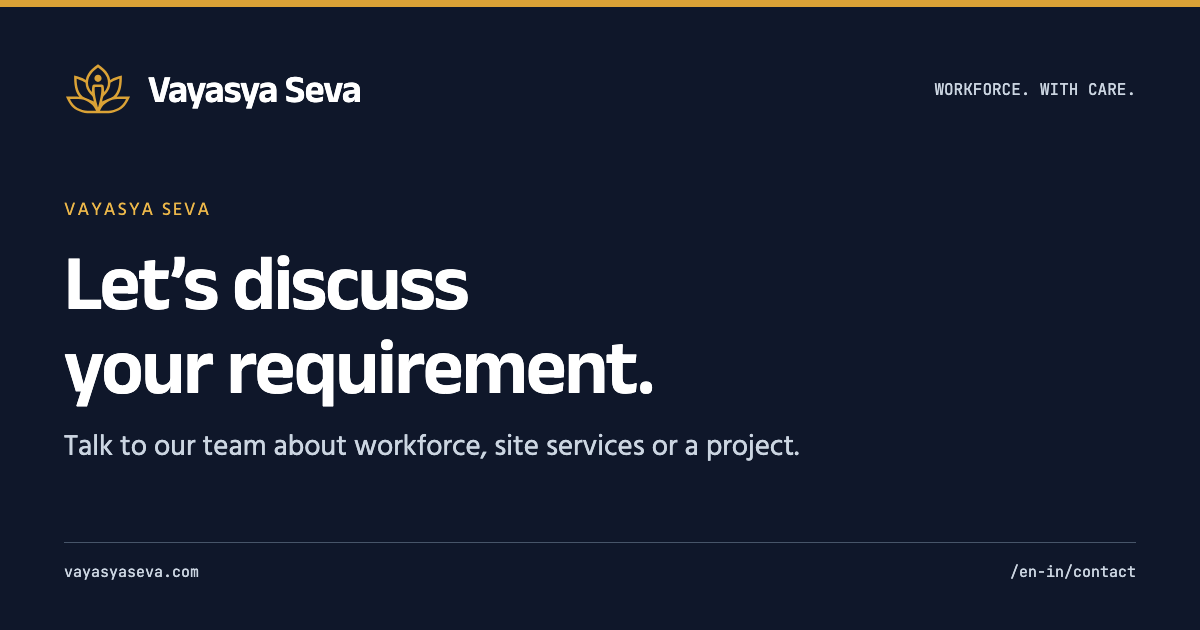 Vayasya Seva
WORKFORCE. WITH CARE.
VAYASYA SEVA
Let’s discuss
your requirement.
Talk to our team about workforce, site services or a project.
vayasyaseva.com
/en-in/contact